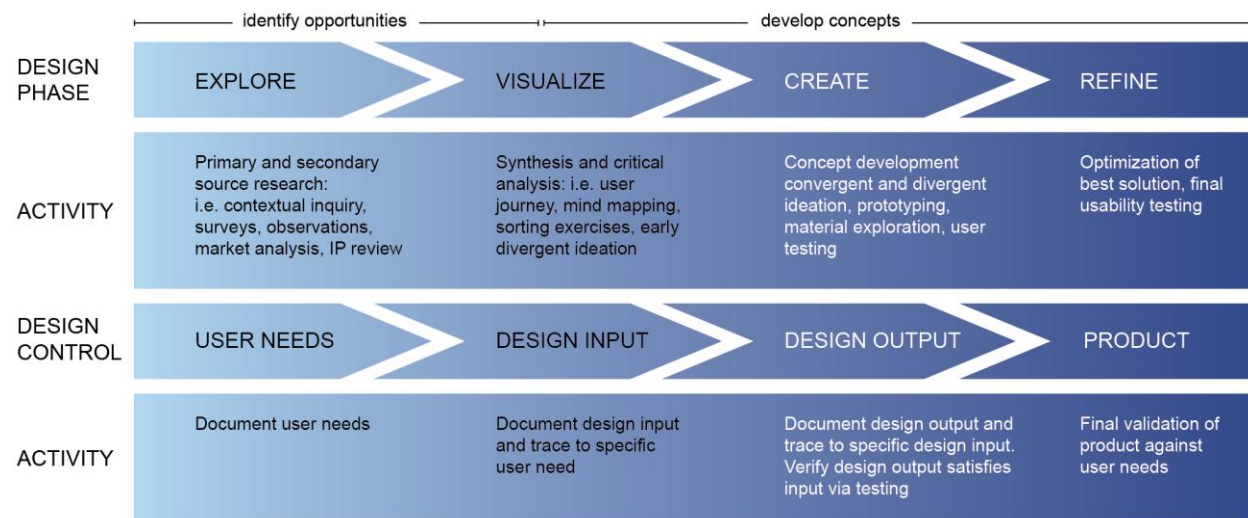 identify opportunities
develop concepts
DESIGN
PHASE
EXPLORE
VISUALIZE
CREATE
REFINE
ACTIVITY
Primary and secondary
source research:
i.e. contextual inquiry,
surveys, observations,
market analysis, IP review
Synthesis and critical
analysis: i.e. user
journey, mind mapping,
sorting exercises, early
divergent ideation
Concept development
convergent and divergent
ideation, prototyping,
material exploration, user
testing
Optimization of
best solution, final
usability testing
DESIGN
CONTROL
USER NEEDS
DESIGN INPUT
DESIGN OUTPUT
PRODUCT
ACTIVITY
Document user needs
Document design input
and trace to specific
user need
Document design output and
trace to specific design input.
Verify design output satisfies
input via testing
Final validation of
product against
user needs